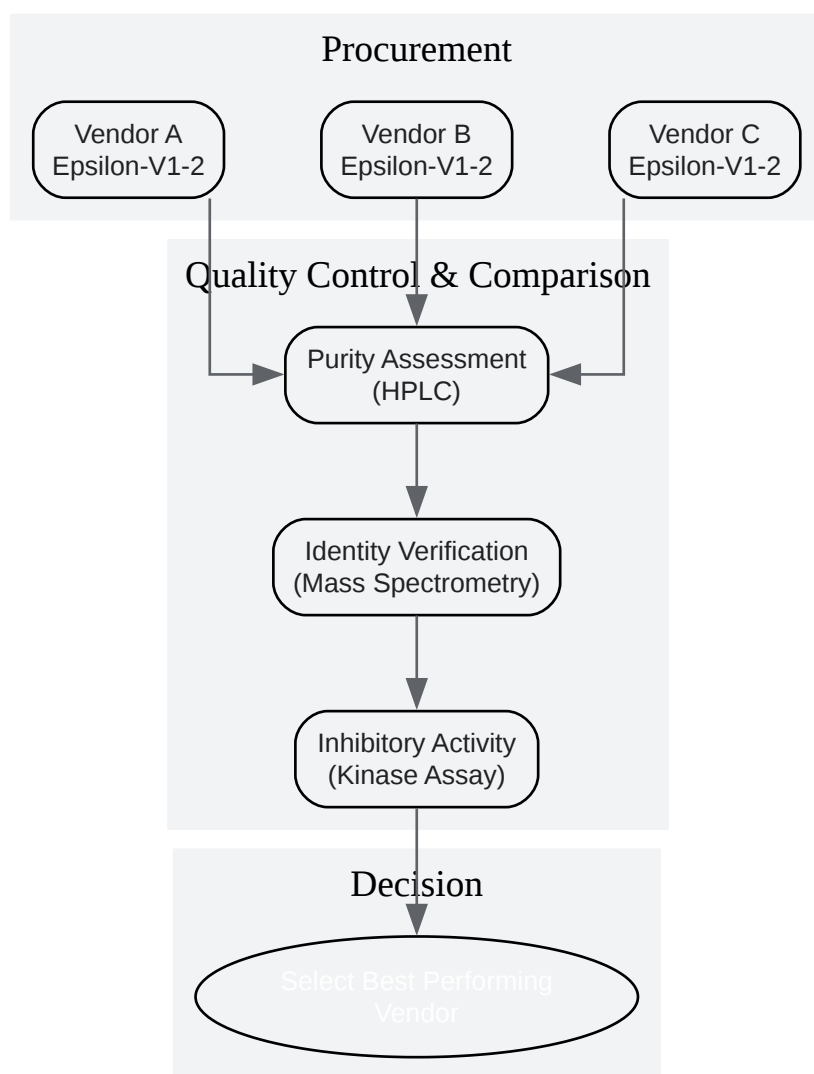 Procurement
Vendor A
Epsilon-V1-2
Vendor B
Epsilon-V1-2
Vendor C
Epsilon-V1-2
Quality Control & Comparison
Purity Assessment
(HPLC)
Identity Verification
(Mass Spectrometry)
Inhibitory Activity
(Kinase Assay)
Decision
Select Best Performing
Vendor